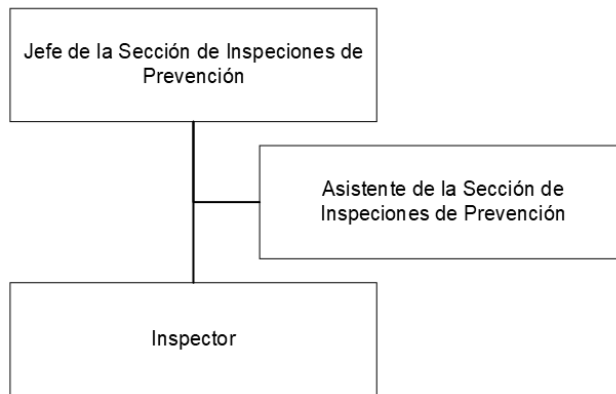 Jefe de la Sección de Inspeciones de
Prevención
Asistente de la Sección de
Inspeciones de Prevención
Inspector